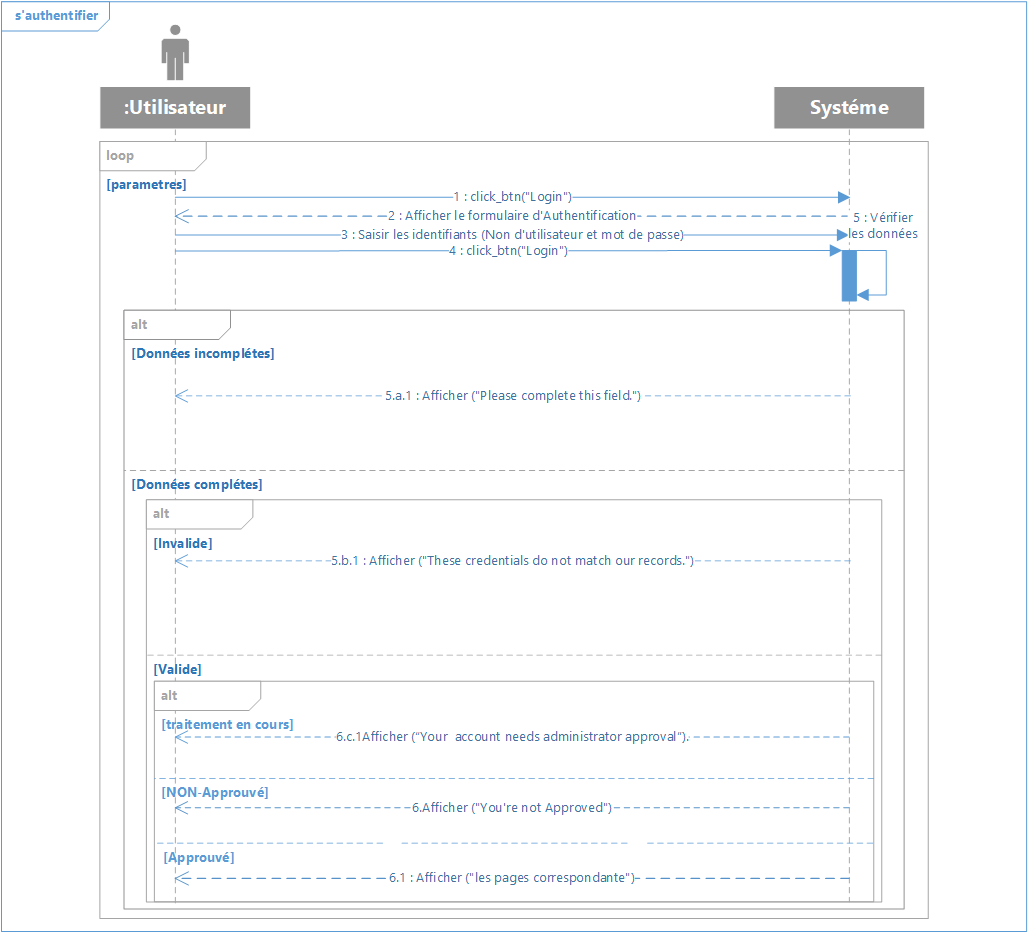 s'authentifier
:Utilisateur
Systéme
loop
[parametres]
1 : click_btn("Login")
2 : Afficher le formulaire d'Authentification
5 : Vérifier
les données
3 : Saisir les identifiants (Non d'utilisateur et mot de passe)
4 : click_btn("Login")
alt
[Données incomplétes]
5.a.1 : Afficher ("Please complete this field.")
[Données complétes]
alt
[Invalide]
5.b.1 : Afficher ("These credentials do not match our records.")
[Valide]
alt
[traitement en cours]
6.c.1Afficher ("Your  account needs administrator approval").
[NON-Approuvé]
6.Afficher ("You're not Approved")
[Approuvé]
6.1 : Afficher ("les pages correspondante")